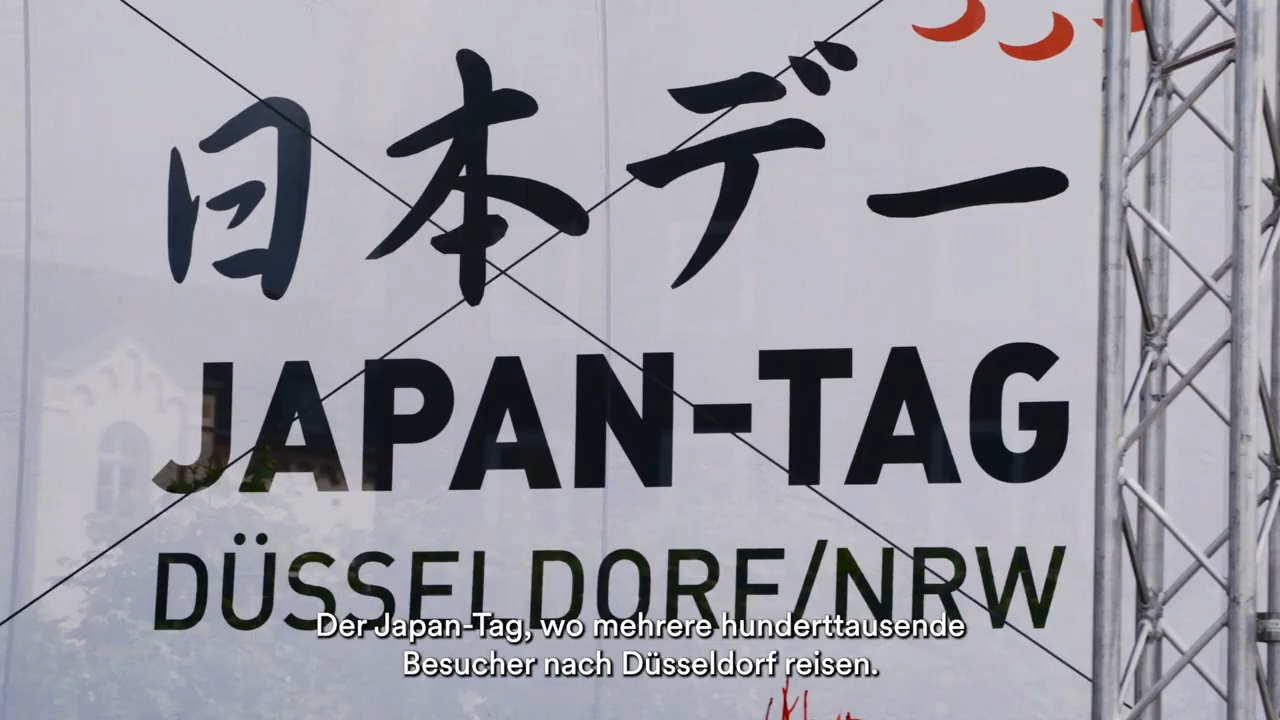 日本デー
JAPAN-TAG
DÜSSELDORF/NRW
Der Japan-Tag, wo mehrere hunderttausende
Besucher nach Düsseldorf reisen.